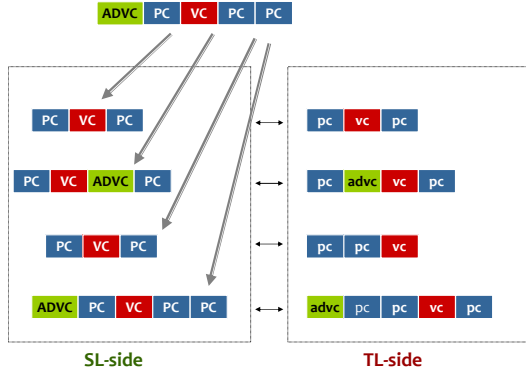 ADVC PC VC PC PC
PC VC PC pc vc pc
PC VC ADVC PC pc advc vc pc
PC VC PC pc pc vc
ADVC PC VC PC PC advc pc pc vc pc
SL-side TL-side